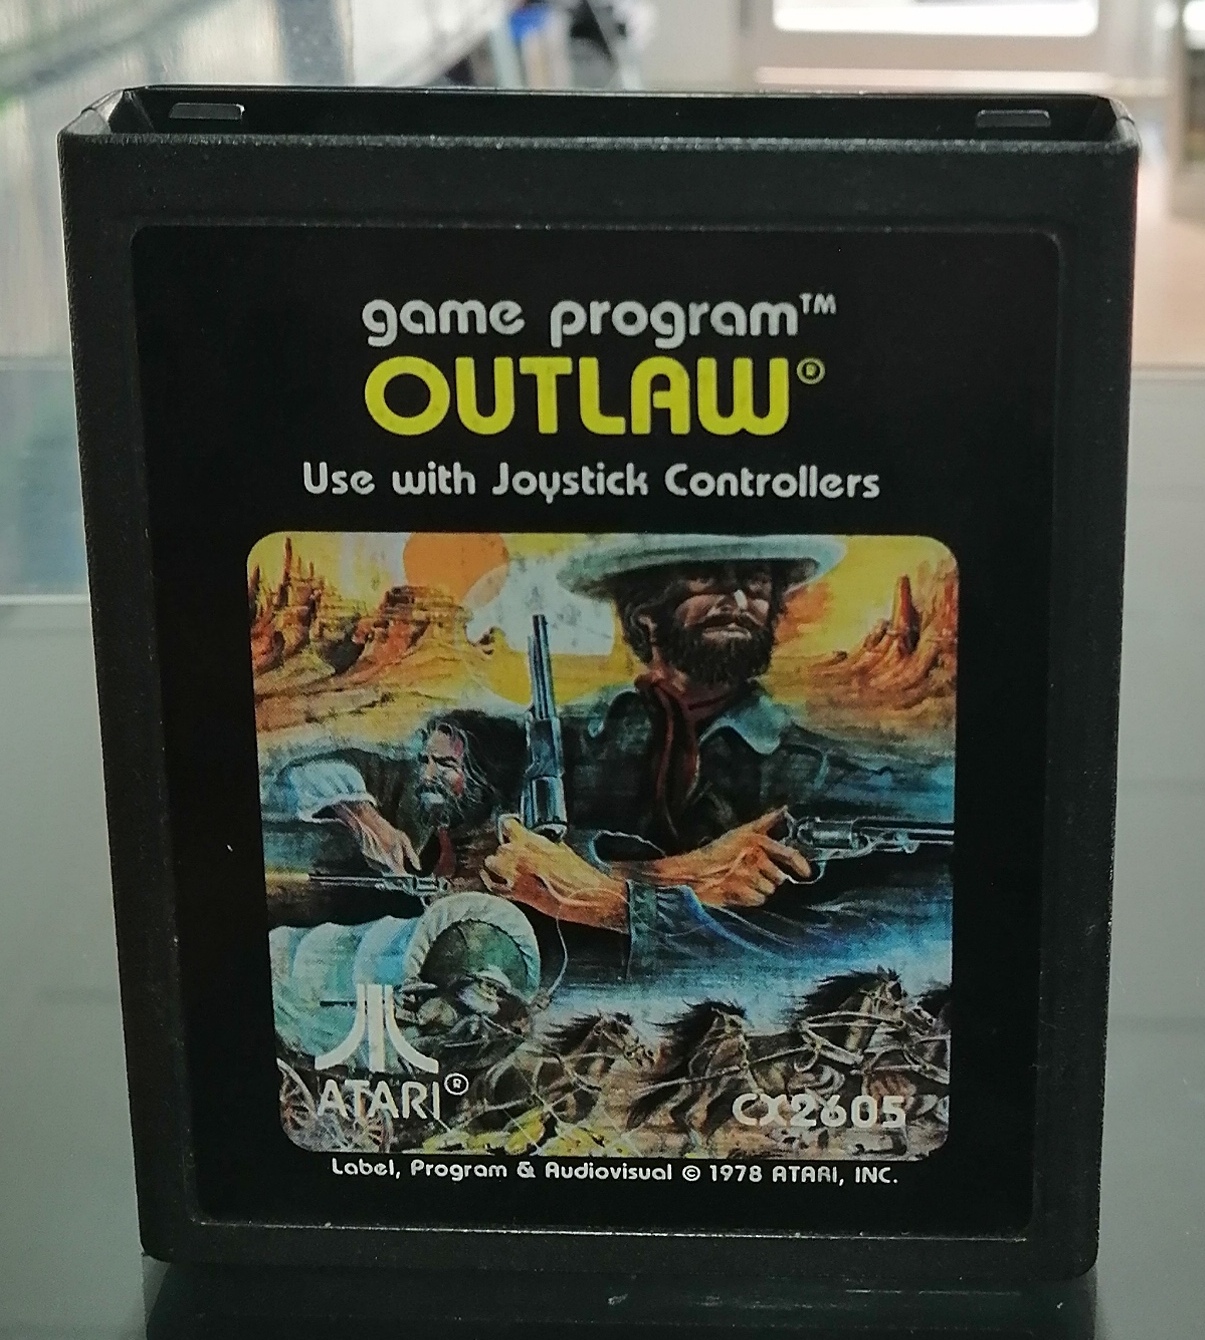 game program™
OUTLAW®
Use with Joystick Controllers
ATARI®
CX2605
Label, Program & Audiovisual © 1978 ATARI, INC.